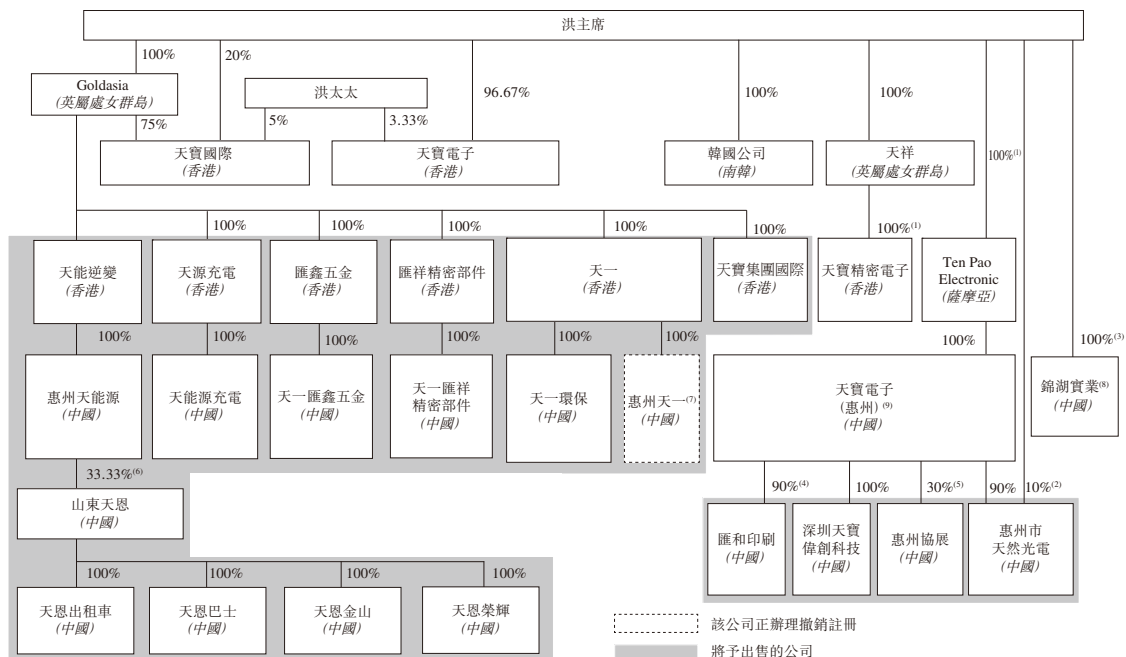 洪主席
100%
20%
Goldasia
(英屬處女群島)
洪太太
96.67%
100%
100%
75%
5%
3.33%
100%(1)
天寶國際
(香港)
天寶電子
(香港)
韓國公司
(南韓)
天祥
(英屬處女群島)
100%
100%
100%
100%
100%
100%
100%(1)
天能逆變
(香港)
天源充電
(香港)
匯鑫五金
(香港)
匯祥精密部件
(香港)
天一
(香港)
天寶集團國際
(香港)
天寶精密電子
(香港)
Ten Pao
Electronic
(薩摩亞)
100%
100%
100%
100%
100%
100%
100%
100%(3)
惠州天能源
(中國)
天能源充電
(中國)
天一匯鑫五金
(中國)
天一匯祥
精密部件
(中國)
天一環保
(中國)
惠州天一(7)
(中國)
天寶電子
(惠州)(9)
(中國)
錦湖實業(8)
(中國)
33.33%(6)
90%(4)
100%
30%(5)
90%
10%(2)
山東天恩
(中國)
匯和印刷
(中國)
深圳天寶
偉創科技
(中國)
惠州協展
(中國)
惠州市
天然光電
(中國)
100%
100%
100%
100%
天恩出租車
(中國)
天恩巴士
(中國)
天恩金山
(中國)
天恩榮輝
(中國)
該公司正辦理撤銷註冊
將予出售的公司